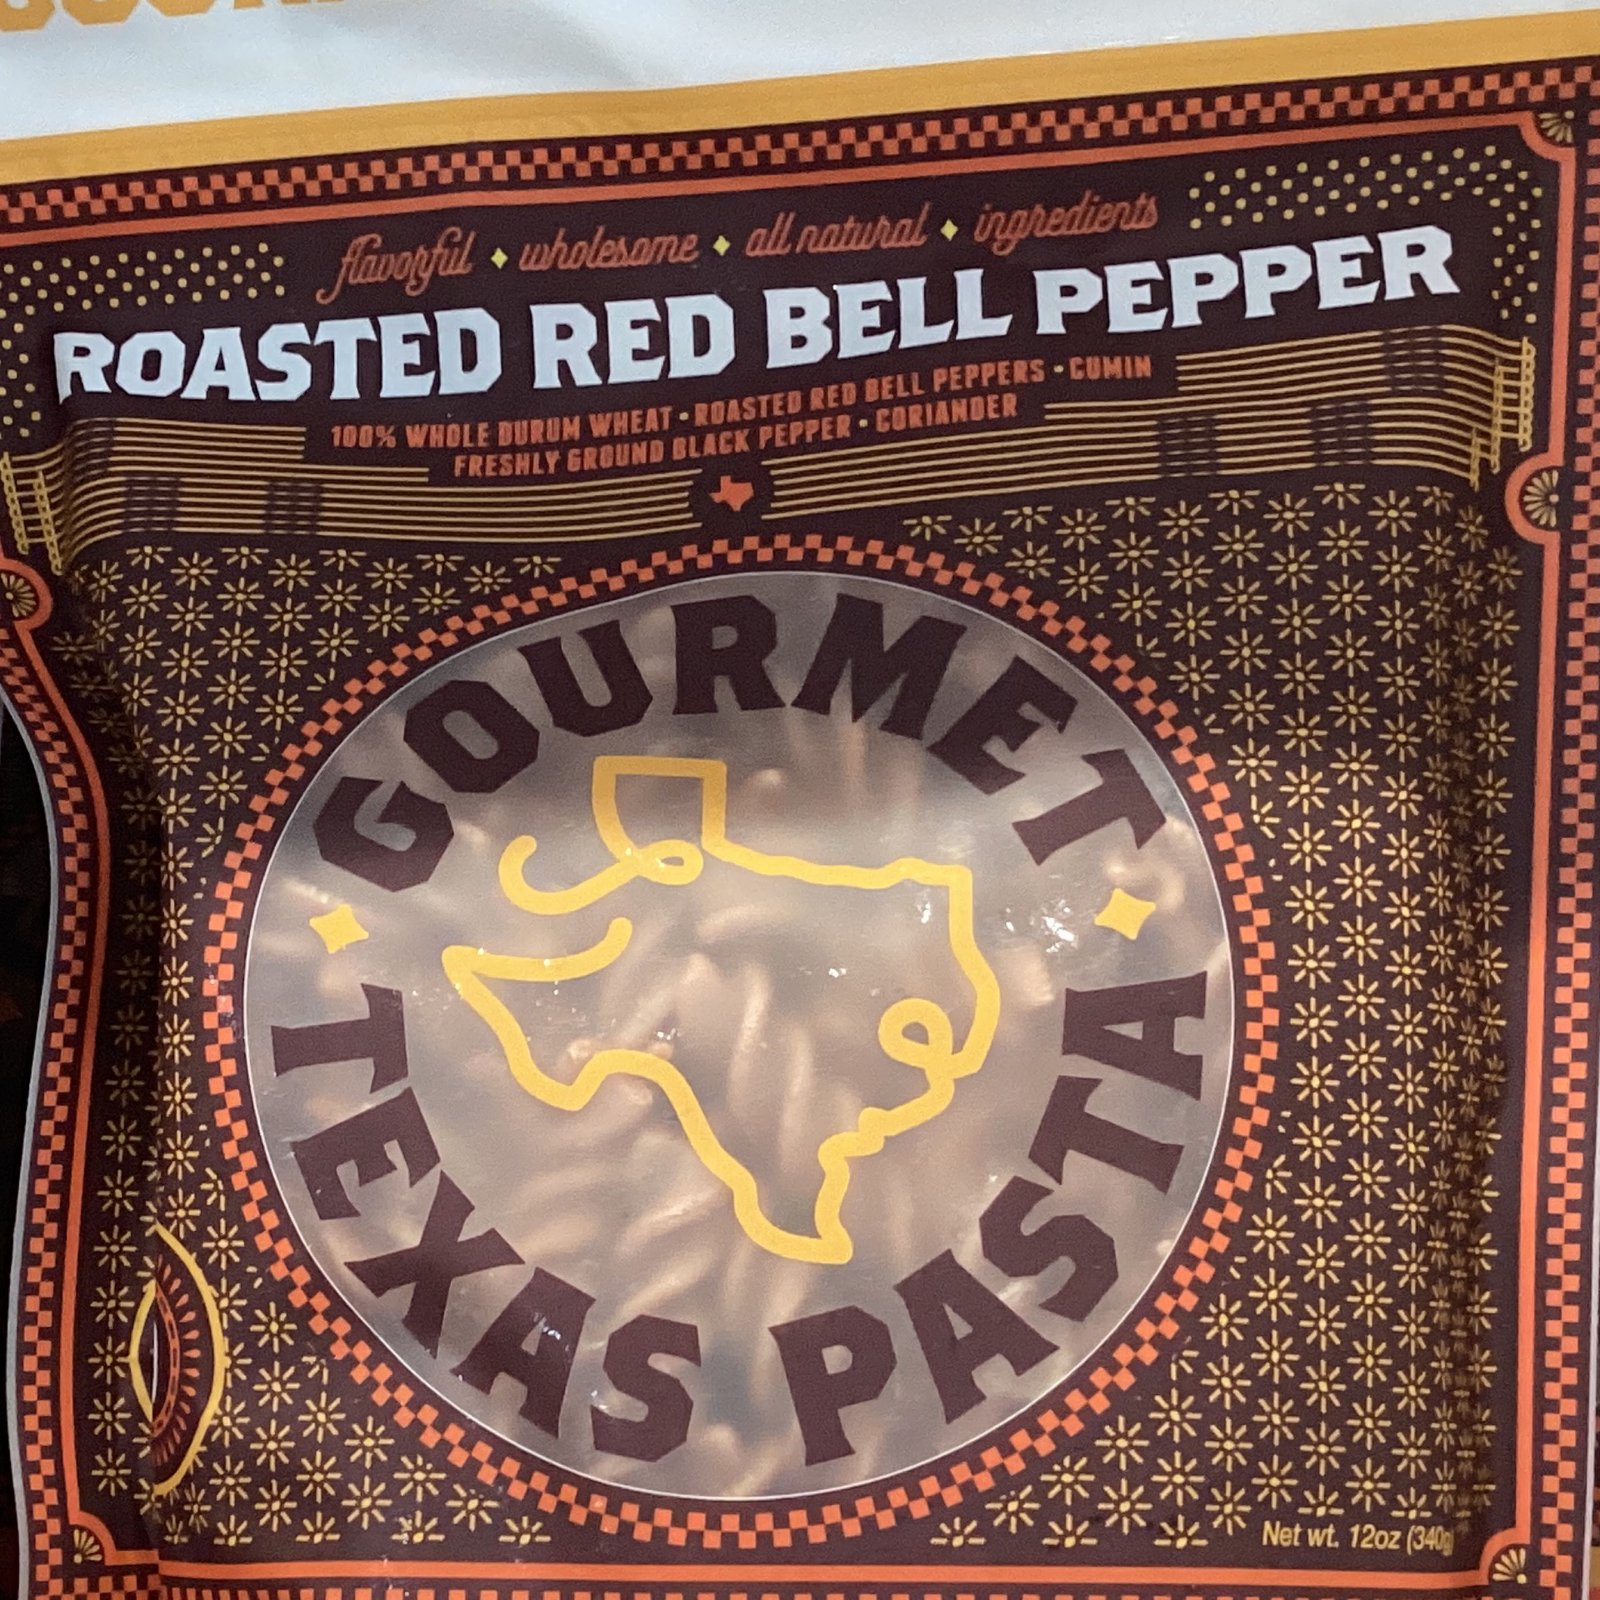 flavorful ♦ wholesome ♦ all natural ♦ ingredients
ROASTED RED BELL PEPPER
100% WHOLE DURUM WHEAT • ROASTED RED BELL PEPPERS • CUMIN
FRESHLY GROUND BLACK PEPPER • CORIANDER
GOURMET
TEXAS PASTA
Net wt. 12oz (340g)